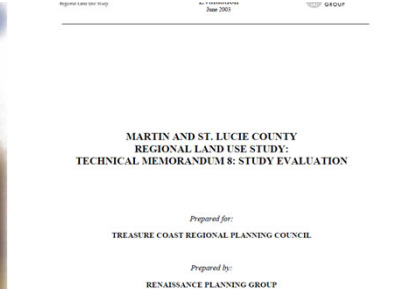 Regional Land Use Study
Evaluation
June 2003
GROUP
MARTIN AND ST. LUCIE COUNTY
REGIONAL LAND USE STUDY:
TECHNICAL MEMORANDUM 8: STUDY EVALUATION
Prepared for:
TREASURE COAST REGIONAL PLANNING COUNCIL
Prepared by:
RENAISSANCE PLANNING GROUP